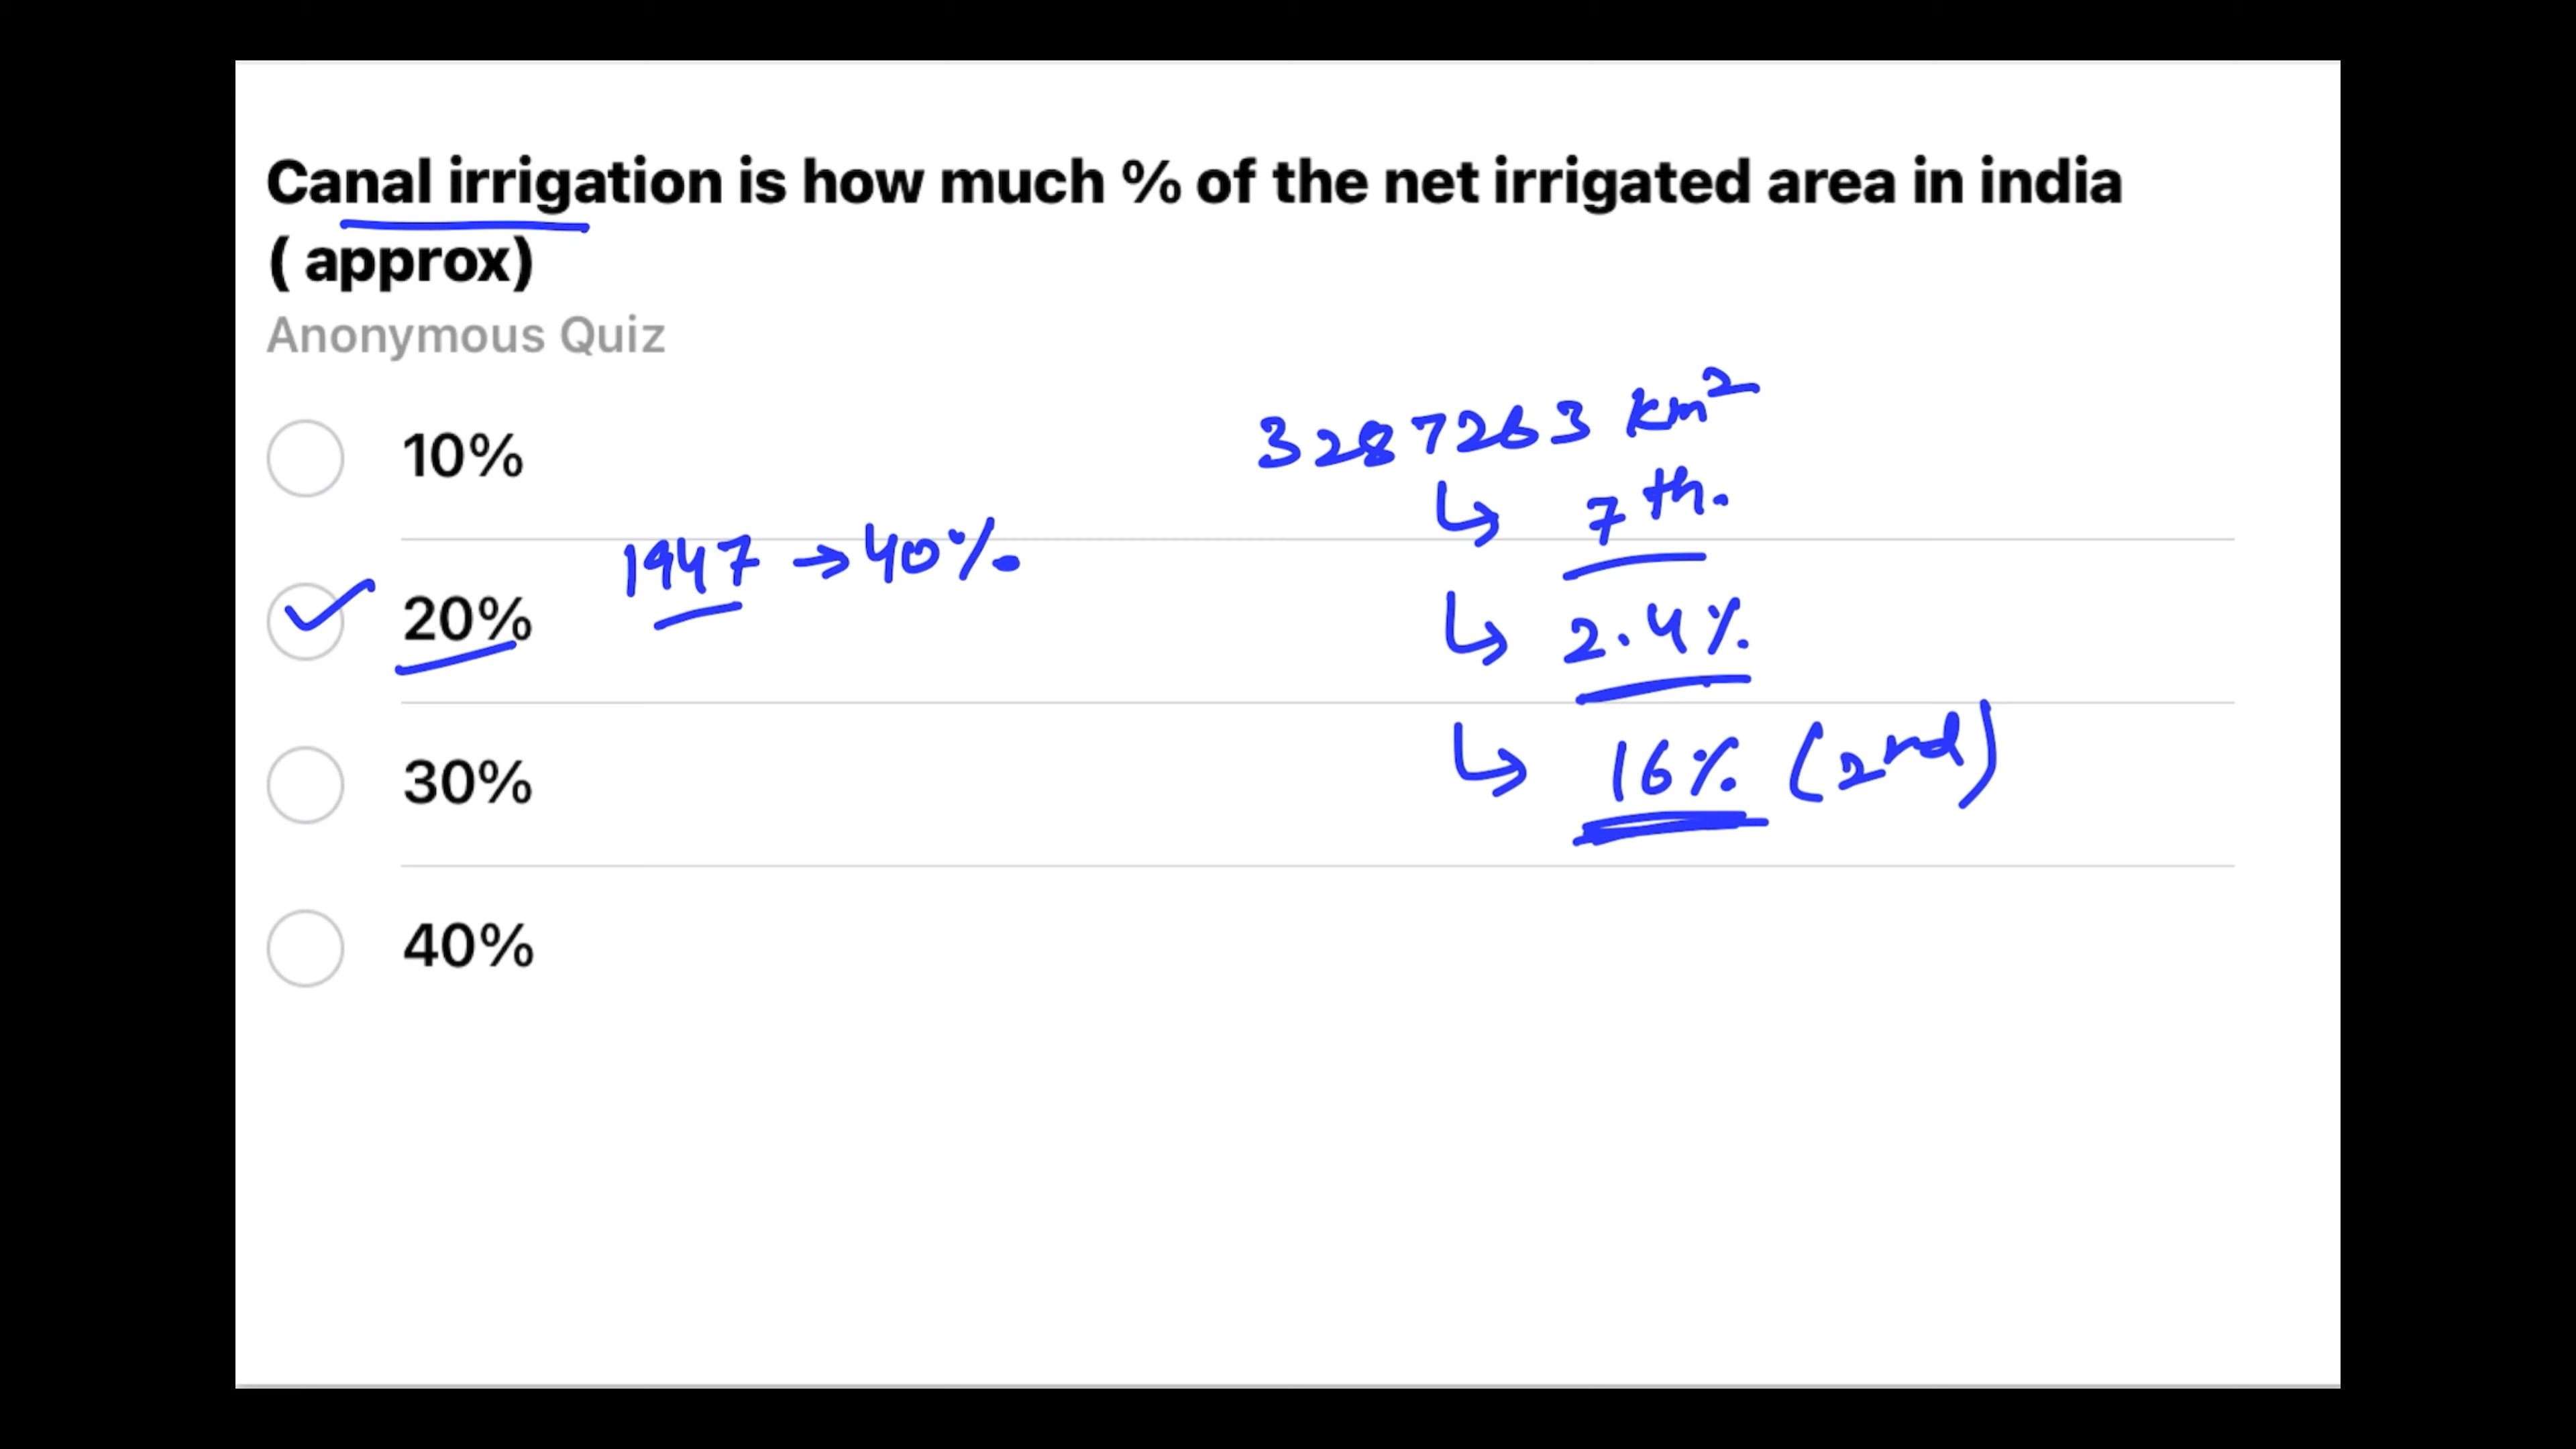 Canal irrigation is how much % of the net irrigated area in india
( approx)
Anonymous Quiz
10%
20%
30%
40%
1947 → 40%
3287263 km²
↳ 7th.
↳ 2.4%
↳ 16% (2nd)